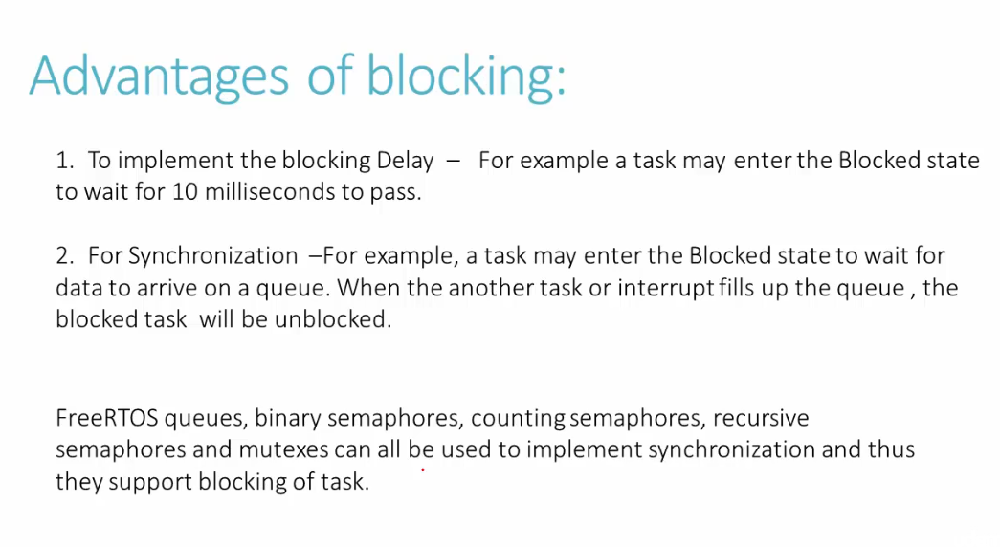 Advantages of blocking:
1. To implement the blocking Delay – For example a task may enter the Blocked state
to wait for 10 milliseconds to pass.
2. For Synchronization –For example, a task may enter the Blocked state to wait for
data to arrive on a queue. When the another task or interrupt fills up the queue , the
blocked task will be unblocked.
FreeRTOS queues, binary semaphores, counting semaphores, recursive
semaphores and mutexes can all be used to implement synchronization and thus
they support blocking of task.